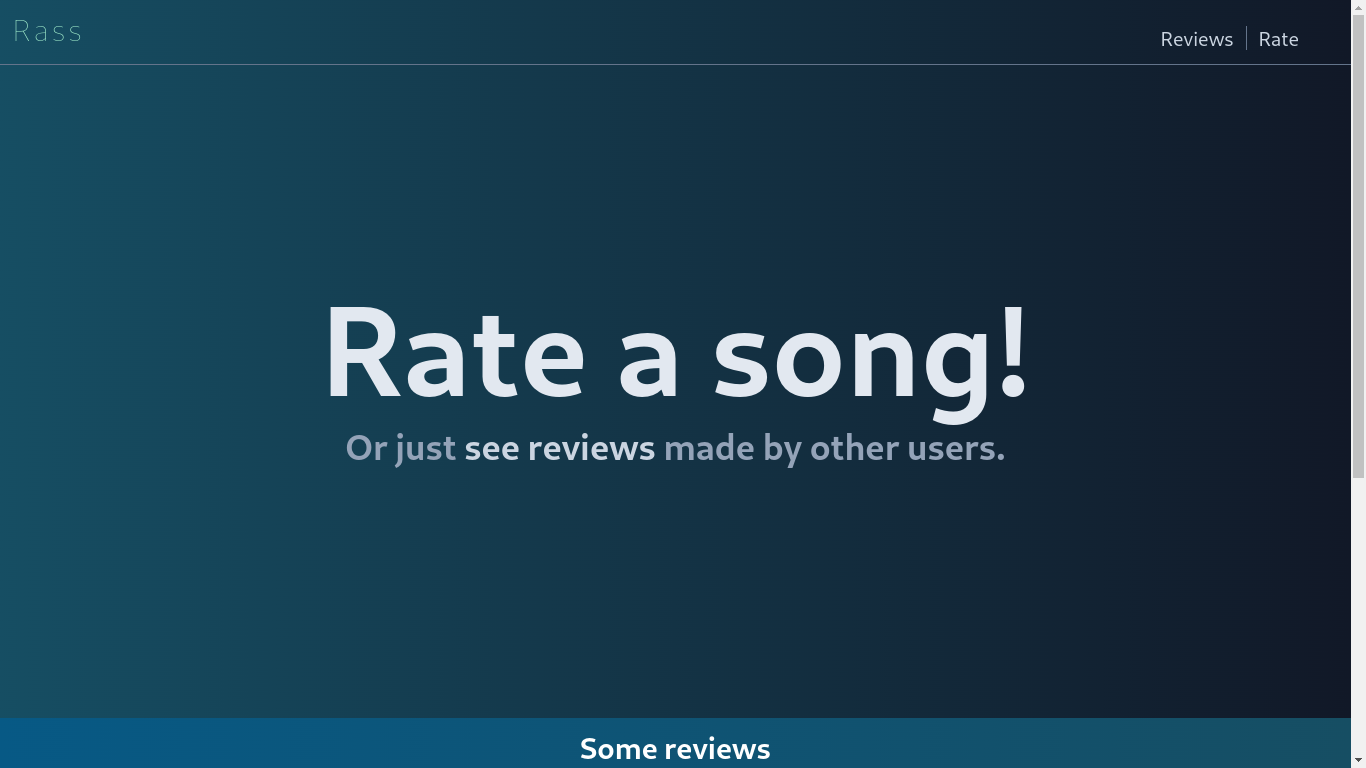 Rass
Reviews
Rate
Rate a song!
Or just see reviews made by other users.
Some reviews